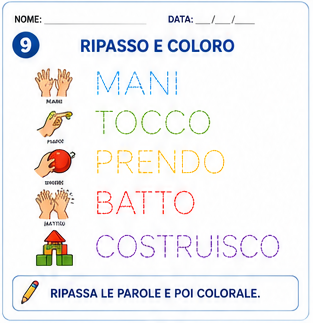 NOME: ____________________ DATA: ___/___/____
9 RIPASSO E COLORO
MANI
TOCCO
PRENDO
BATTO
COSTRUISCO
RIPASSA LE PAROLE E POI COLORALE.